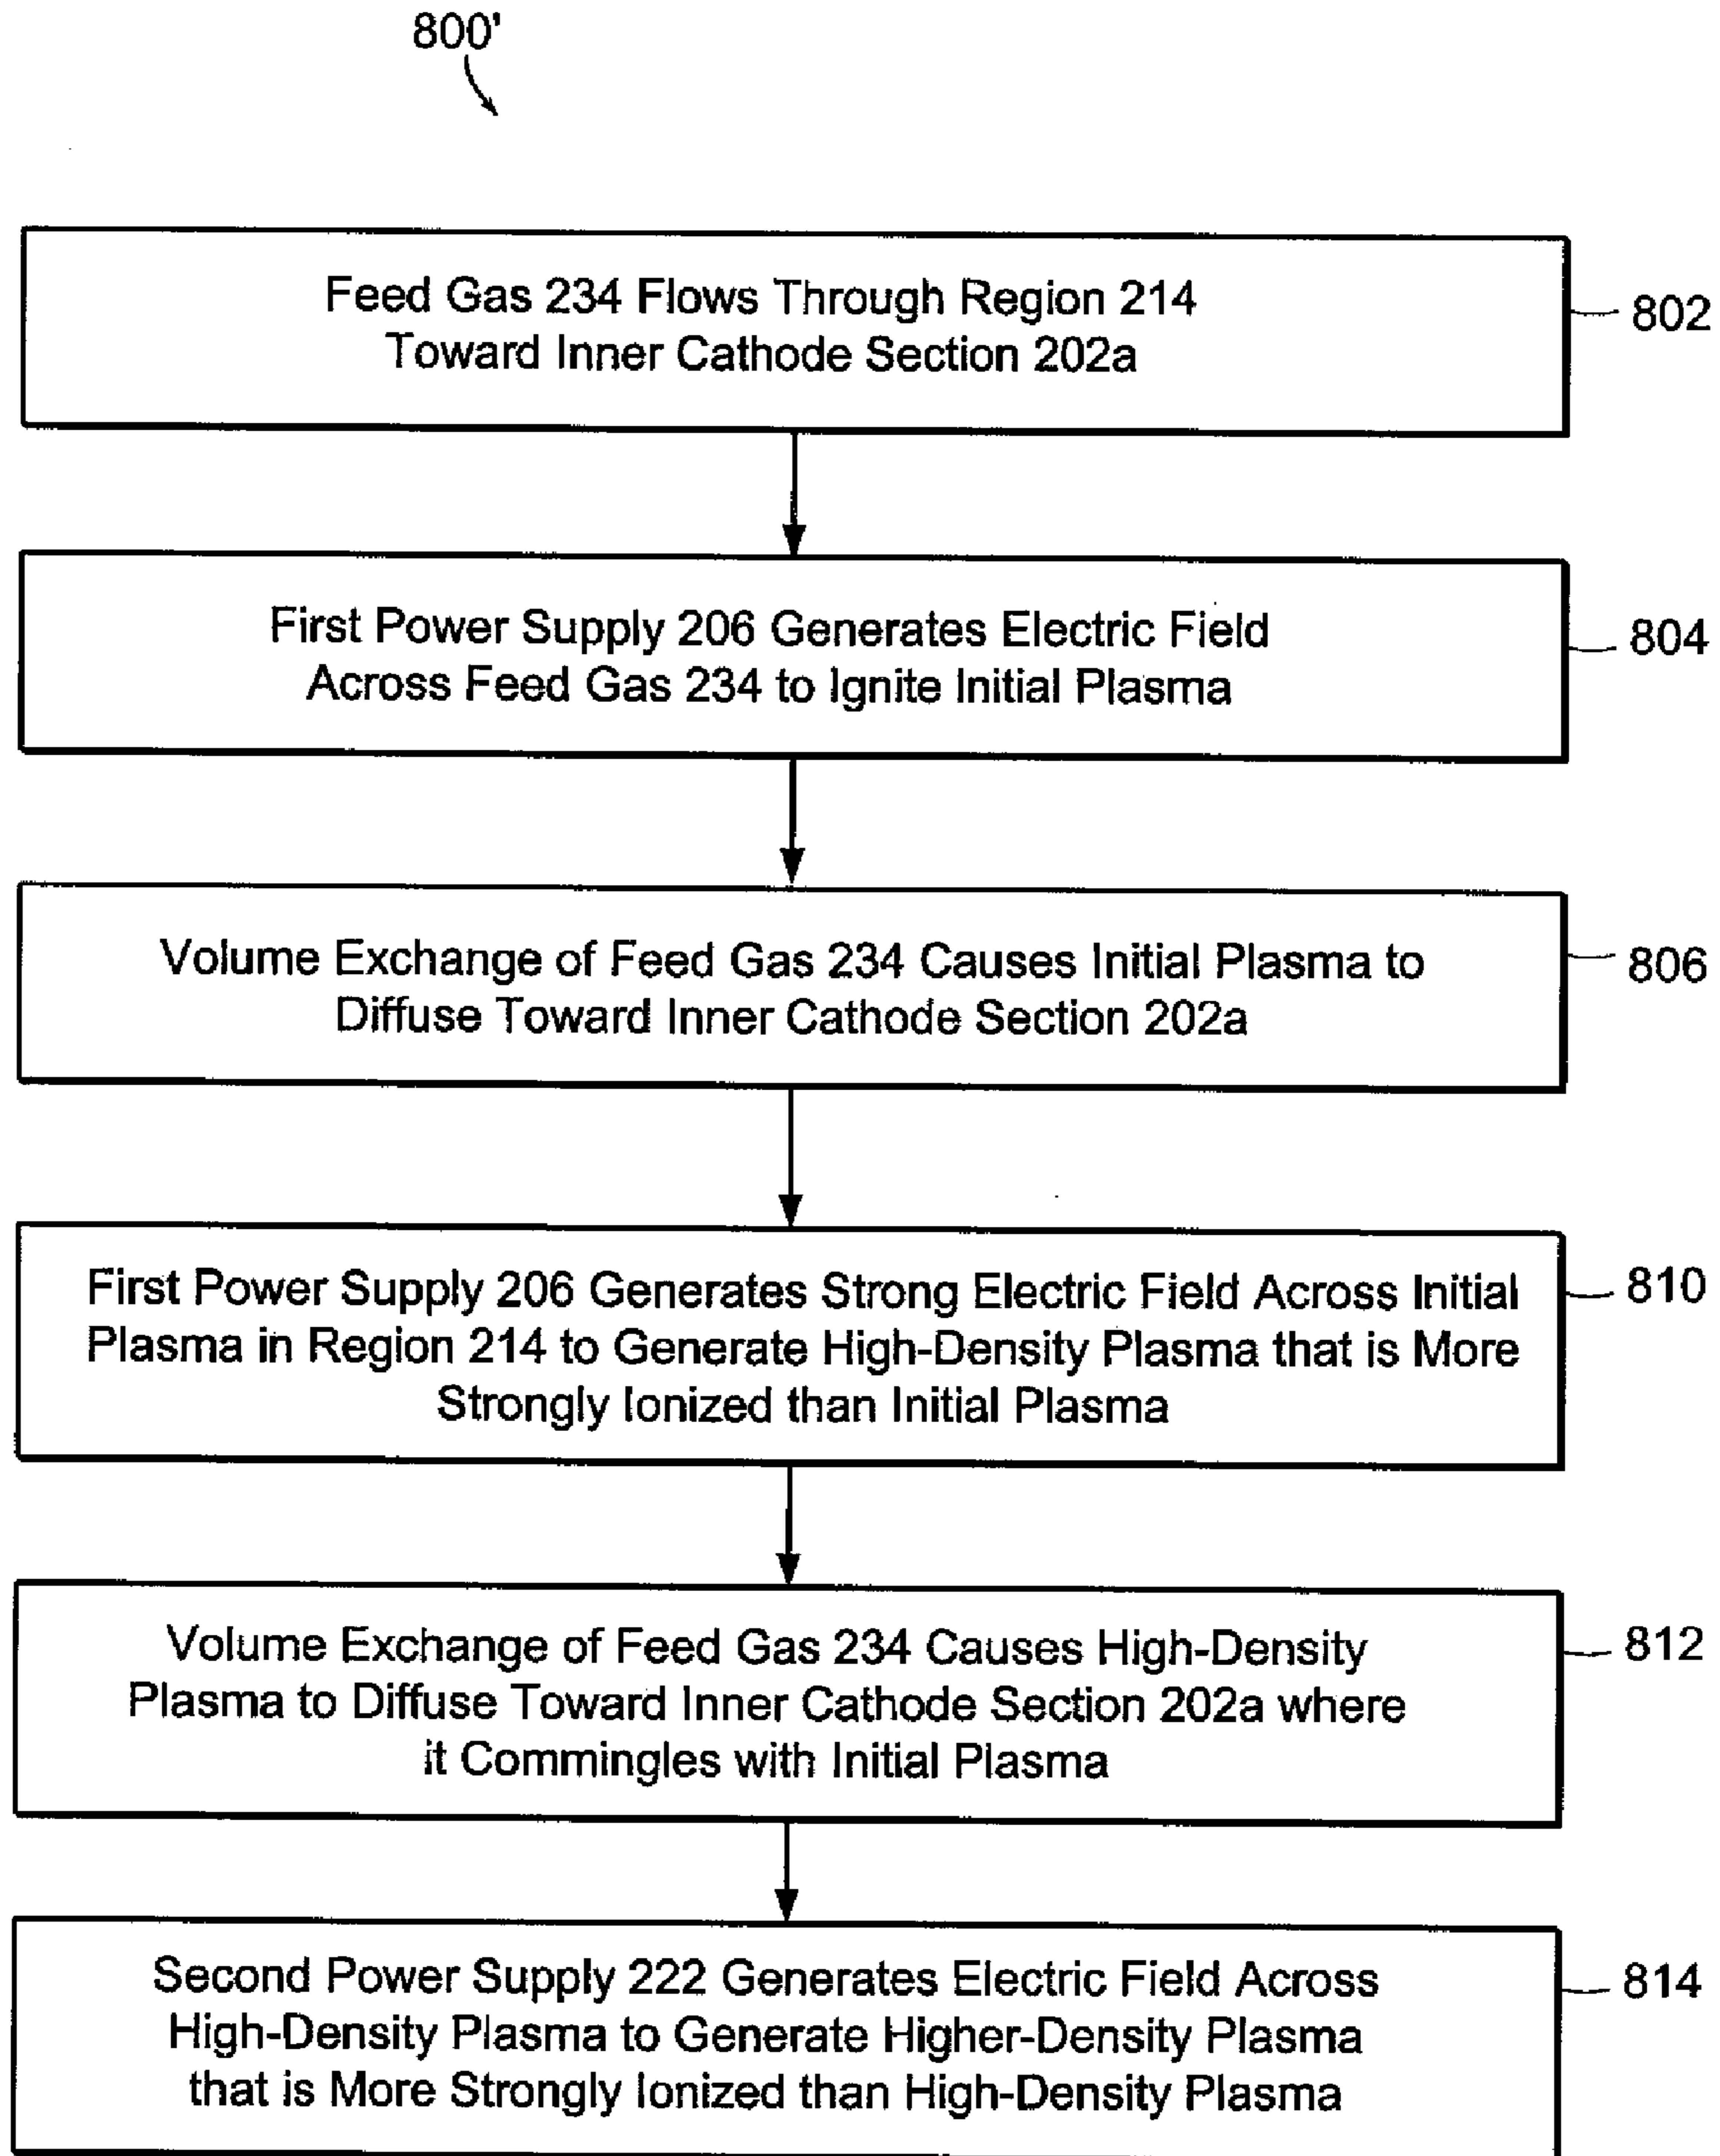 800'
Feed Gas 234 Flows Through Region 214
Toward Inner Cathode Section 202a
802
First Power Supply 206 Generates Electric Field
Across Feed Gas 234 to Ignite Initial Plasma
804
Volume Exchange of Feed Gas 234 Causes Initial Plasma to
Diffuse Toward Inner Cathode Section 202a
806
First Power Supply 206 Generates Strong Electric Field Across Initial
Plasma in Region 214 to Generate High-Density Plasma that is More
Strongly Ionized than Initial Plasma
810
Volume Exchange of Feed Gas 234 Causes High-Density
Plasma to Diffuse Toward Inner Cathode Section 202a where
it Commingles with Initial Plasma
812
Second Power Supply 222 Generates Electric Field Across
High-Density Plasma to Generate Higher-Density Plasma
that is More Strongly Ionized than High-Density Plasma
814